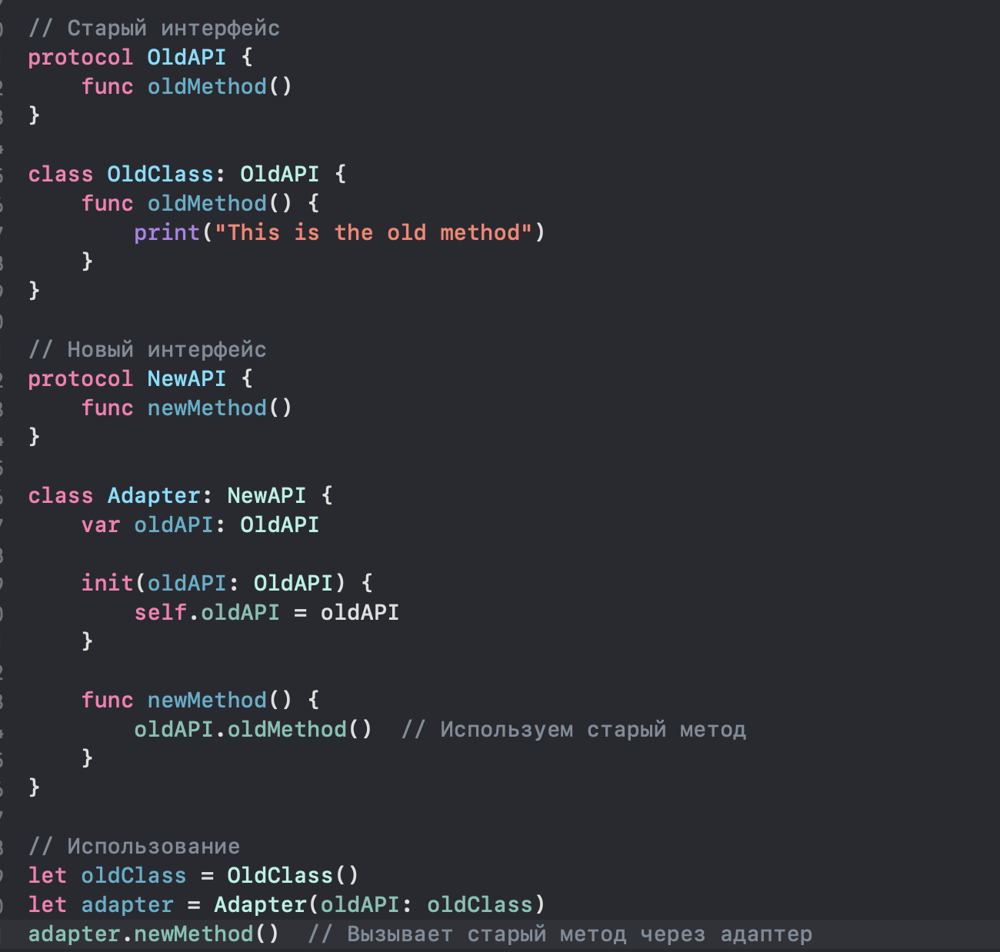 // Старый интерфейс
protocol OldAPI {
    func oldMethod()
}
class OldClass: OldAPI {
    func oldMethod() {
        print("This is the old method")
    }
}
// Новый интерфейс
protocol NewAPI {
    func newMethod()
}
class Adapter: NewAPI {
    var oldAPI: OldAPI
    init(oldAPI: OldAPI) {
        self.oldAPI = oldAPI
    }
    func newMethod() {
        oldAPI.oldMethod()  // Используем старый метод
    }
}
// Использование
let oldClass = OldClass()
let adapter = Adapter(oldAPI: oldClass)
adapter.newMethod()  // Вызывает старый метод через адаптер